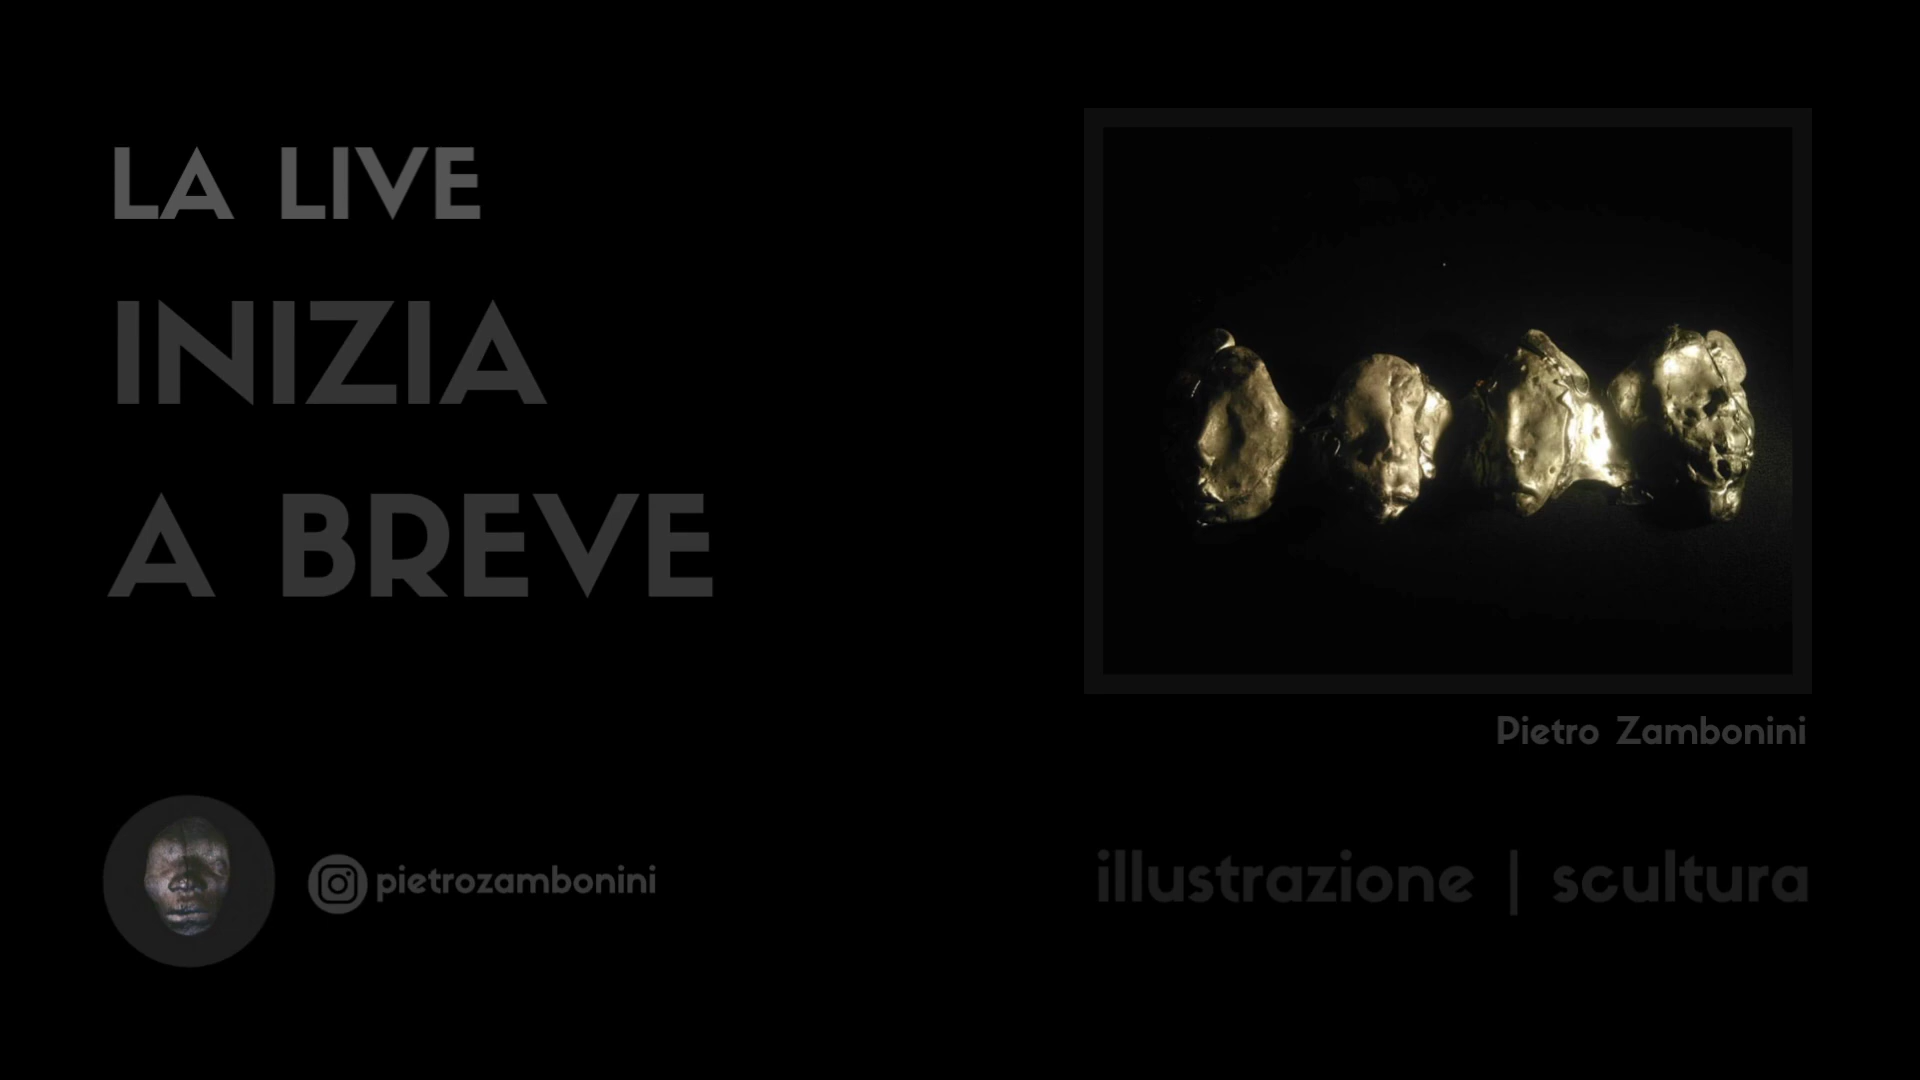 LA LIVE
INIZIA
A BREVE
Pietro Zambonini
pietrozambonini
illustrazione | scultura